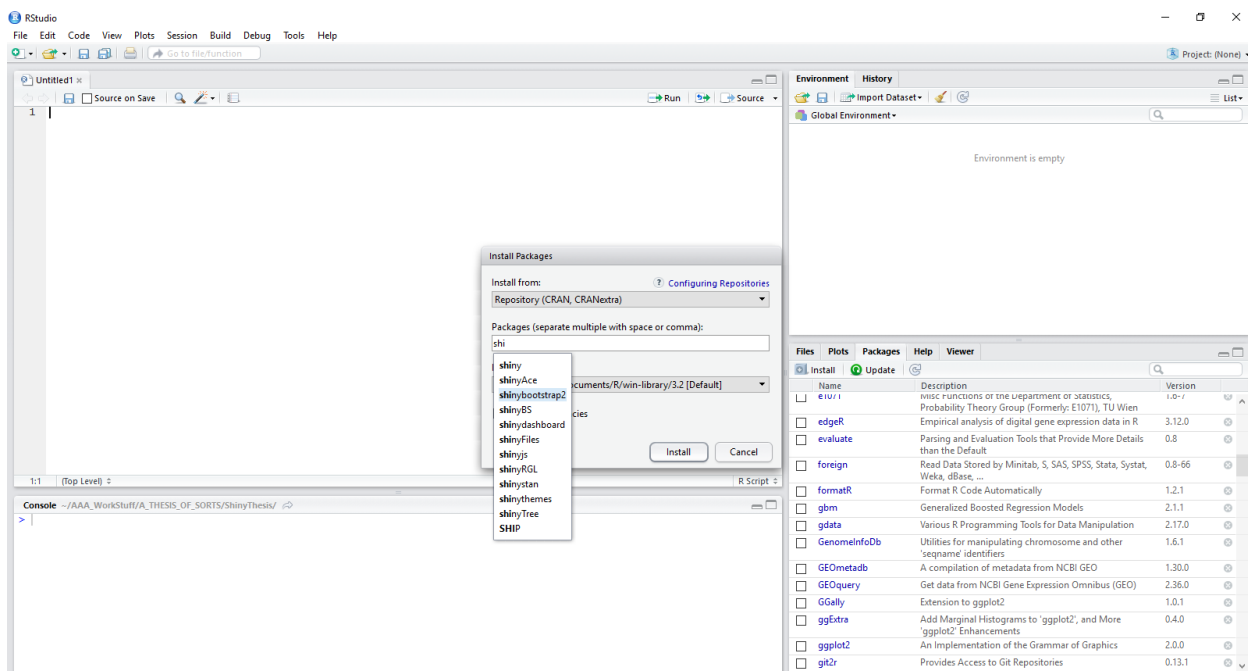 RStudio
File Edit Code View Plots Session Build Debug Tools Help
Go to file/function
Project: (None)
Untitled1
Source on Save
Run
Source
1
1:1 (Top Level)
R Script
Console ~/AAA_WorkStuff/A_THESIS_OF_SORTS/ShinyThesis/
>
Install Packages
Install from:
? Configuring Repositories
Repository (CRAN, CRANextra)
Packages (separate multiple with space or comma):
shi
shiny
shinyAce
shinybootstrap2
shinyBS
shinydashboard
shinyFiles
shinyjs
shinyRGL
shinystan
shinythemes
shinyTree
SHIP
/R/win-library/3.2 [Default]
Install
Cancel
Environment History
Import Dataset
List
Global Environment
Environment is empty
Files Plots Packages Help Viewer
Install Update
Name Description Version
e1071 Misc Functions of the Department of Statistics, 1.6-7
Probability Theory Group (Formerly: E1071), TU Wien
edgeR Empirical analysis of digital gene expression data in R 3.12.0
evaluate Parsing and Evaluation Tools that Provide More Details 0.8
than the Default
foreign Read Data Stored by Minitab, S, SAS, SPSS, Stata, Systat, 0.8-66
Weka, dBase, ...
formatR Format R Code Automatically 1.2.1
gbm Generalized Boosted Regression Models 2.1.1
gdata Various R Programming Tools for Data Manipulation 2.17.0
GenomeInfoDb Utilities for manipulating chromosome and other 1.6.1
'seqname' identifiers
GEOmetadb A compilation of metadata from NCBI GEO 1.30.0
GEOquery Get data from NCBI Gene Expression Omnibus (GEO) 2.36.0
GGally Extension to ggplot2 1.0.1
ggExtra Add Marginal Histograms to 'ggplot2', and More 0.4.0
'ggplot2' Enhancements
ggplot2 An Implementation of the Grammar of Graphics 2.0.0
git2r Provides Access to Git Repositories 0.13.1